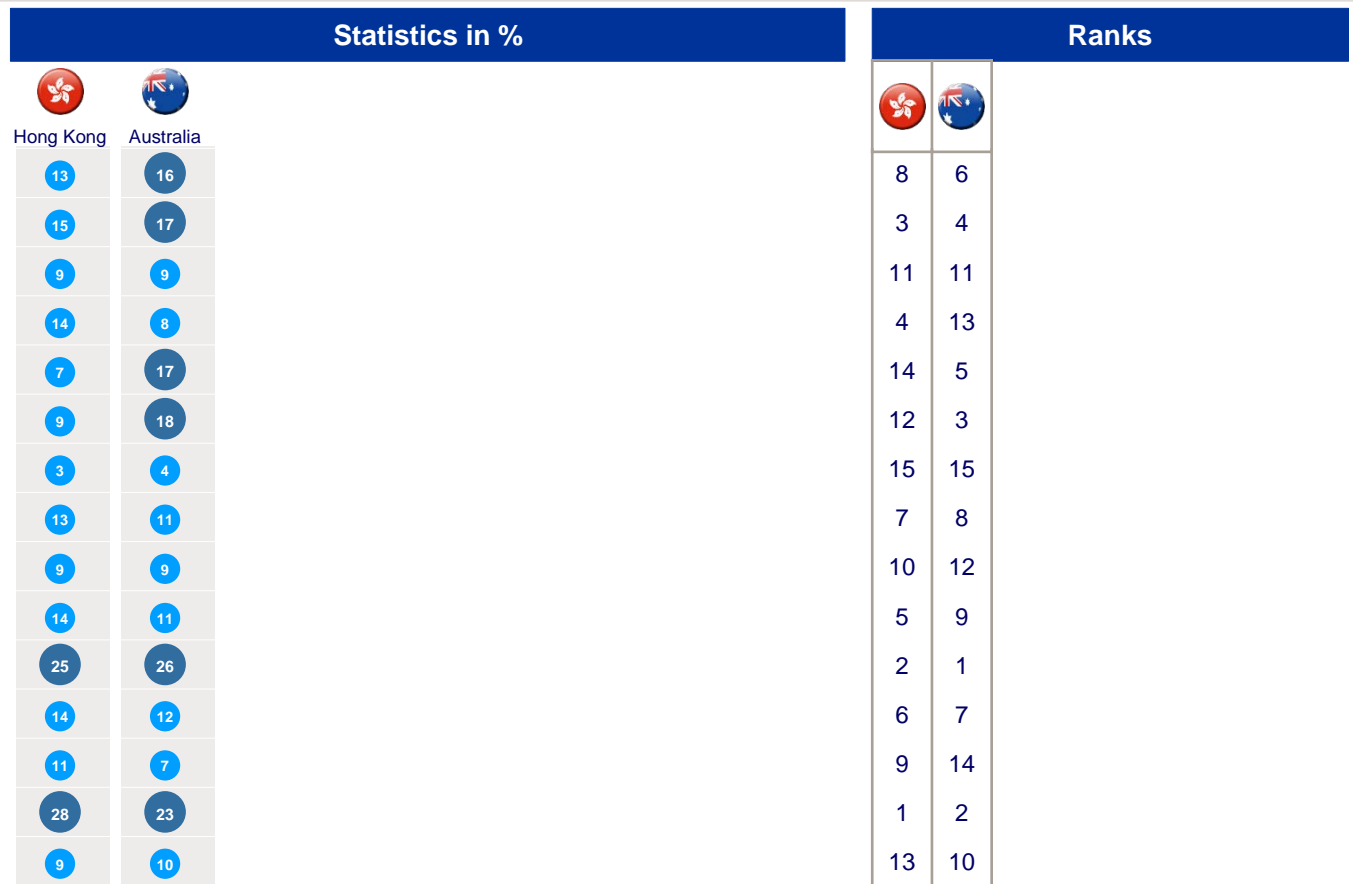 Statistics in % Ranks
Hong Kong Australia
13 16 8 6
15 17 3 4
9 9 11 11
14 8 4 13
7 17 14 5
9 18 12 3
3 4 15 15
13 11 7 8
9 9 10 12
14 11 5 9
25 26 2 1
14 12 6 7
11 7 9 14
28 23 1 2
9 10 13 10